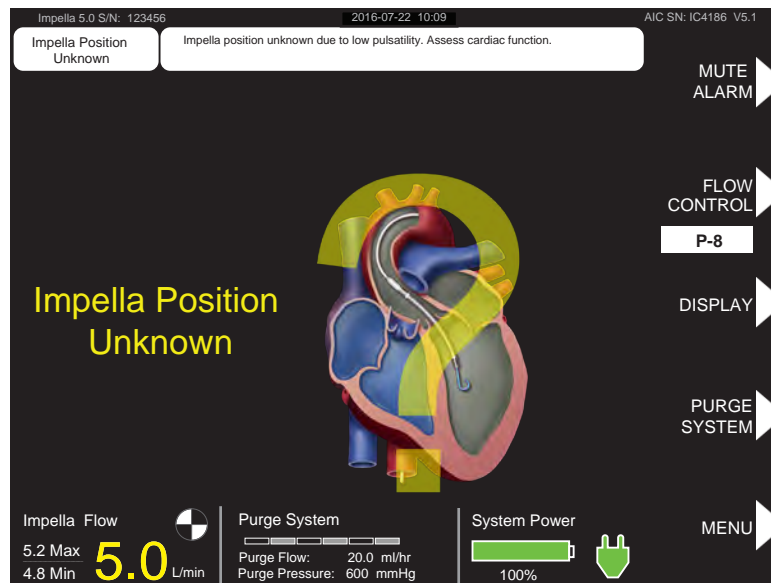 Impella 5.0 S/N: 123456
2016-07-22 10:09
AIC SN: IC4186 V5.1
Impella Position
Unknown
Impella position unknown due to low pulsatility. Assess cardiac function.
MUTE
ALARM
FLOW
CONTROL
P-8
Impella Position
Unknown
DISPLAY
PURGE
SYSTEM
Impella Flow
5.2 Max
4.8 Min
5.0 L/min
Purge System
Purge Flow: 20.0 ml/hr
Purge Pressure: 600 mmHg
System Power
100%
MENU